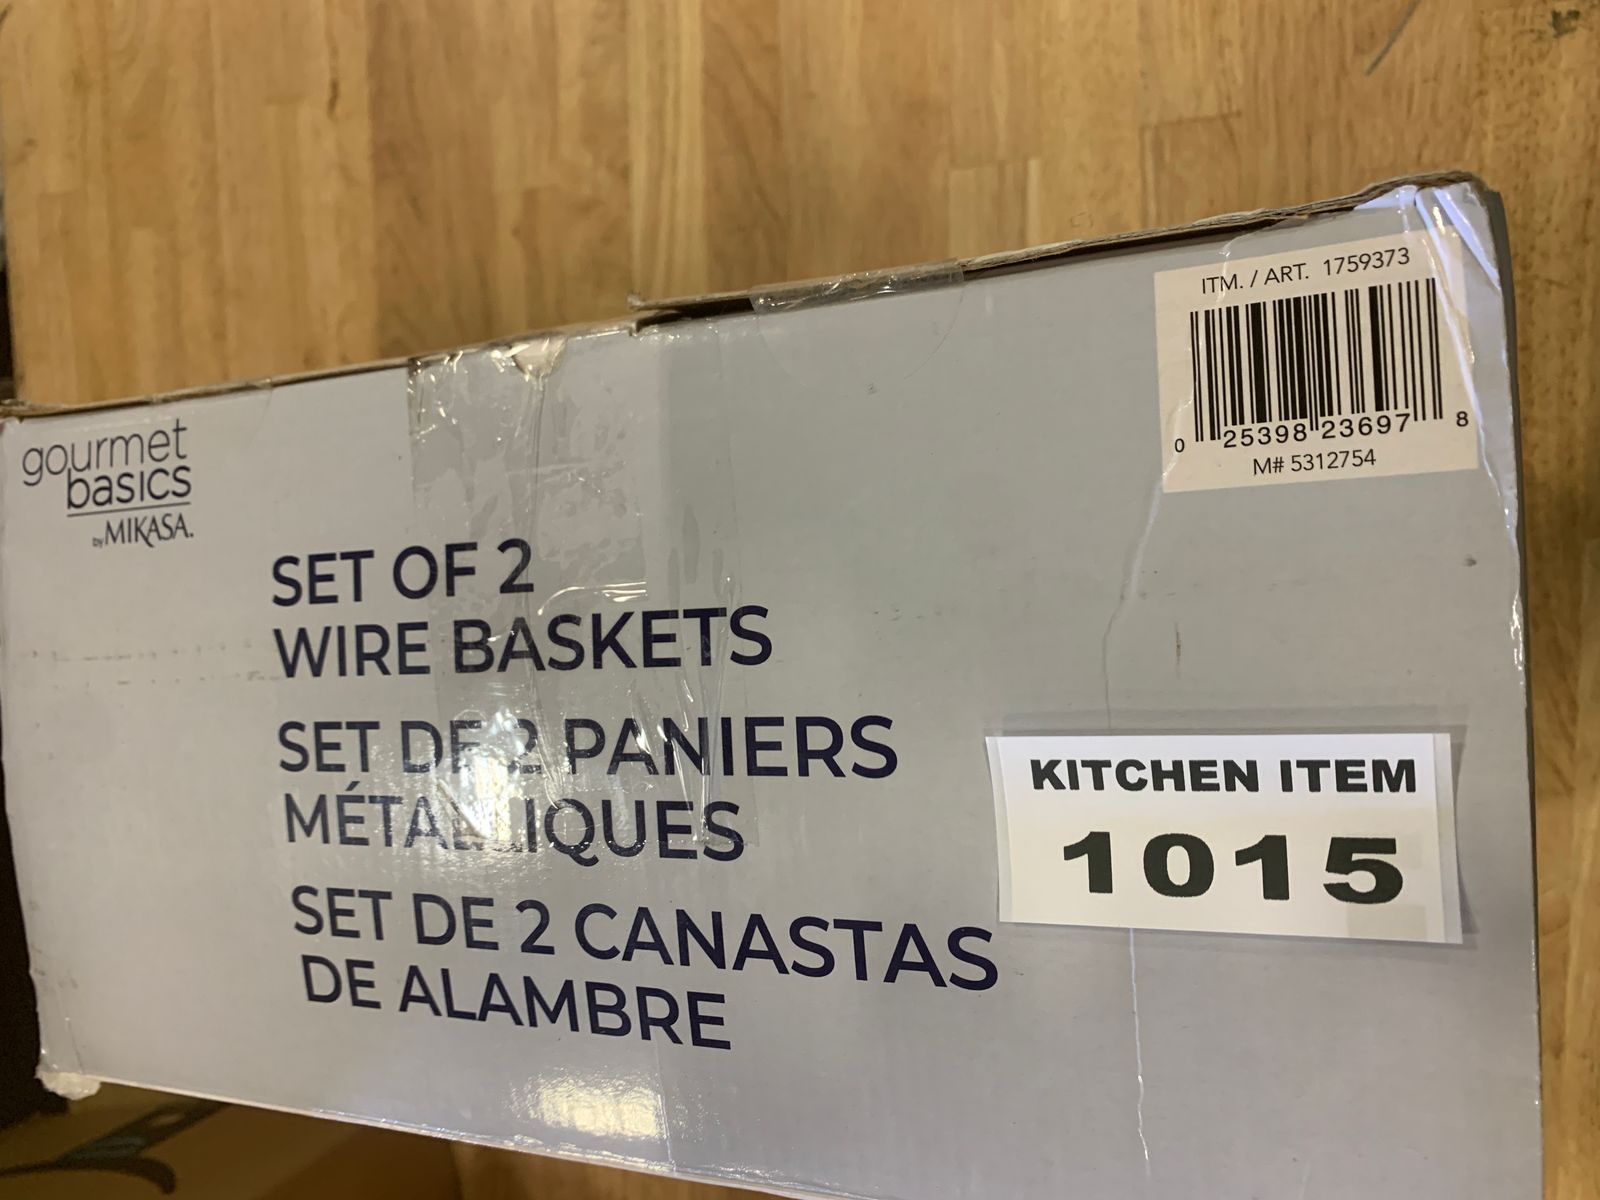 ITM. / ART. 1759373
0 25398 23697 8
M# 5312754
gourmet
basics
by MIKASA.
SET OF 2
WIRE BASKETS
SET DE 2 PANIERS
MÉTALLIQUES
SET DE 2 CANASTAS
DE ALAMBRE
KITCHEN ITEM
1015